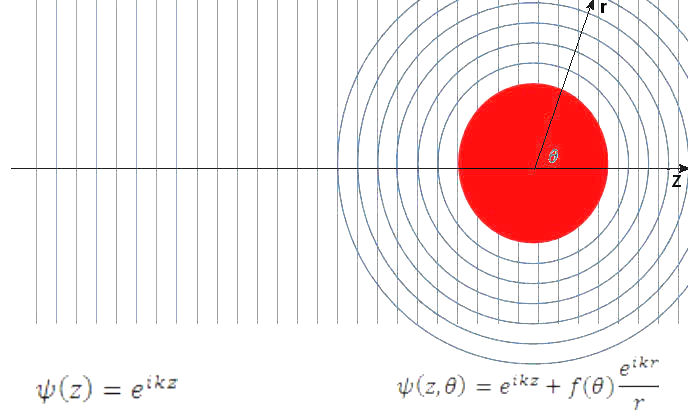 r
θ
z
ψ(z) = e^{ikz}
ψ(z,θ) = e^{ikz} + f(θ) e^{ikr}/r